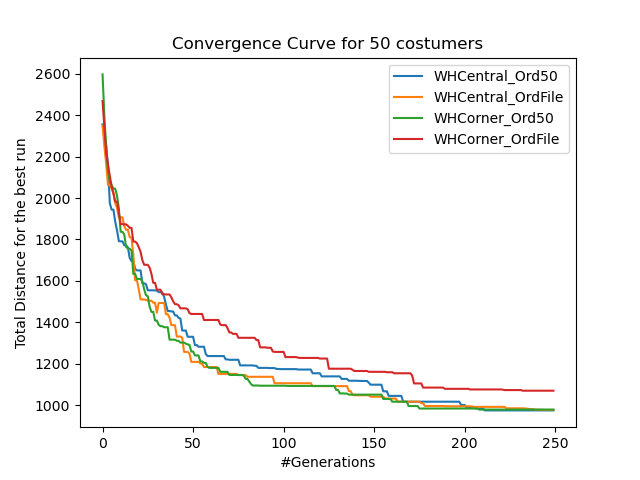 Convergence Curve for 50 costumers
Total Distance for the best run
2600
2400
2200
2000
1800
1600
1400
1200
1000
WHCentral_Ord50
WHCentral_OrdFile
WHCorner_Ord50
WHCorner_OrdFile
0 50 100 150 200 250
#Generations